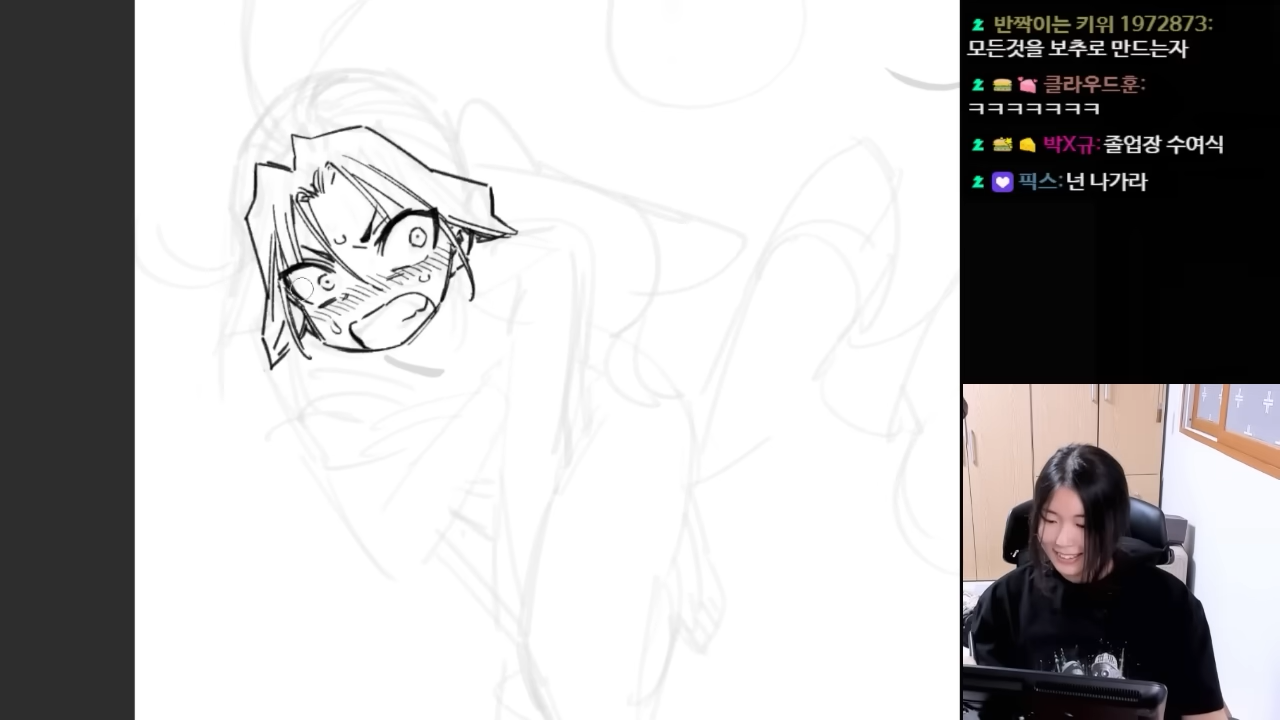 반짝이는 키위 1972873:
모든것을 보추로 만드는자
클라우드훈:
ㅋㅋㅋㅋㅋㅋㅋ
박X규: 졸업장 수여식
픽스: 넌 나가라